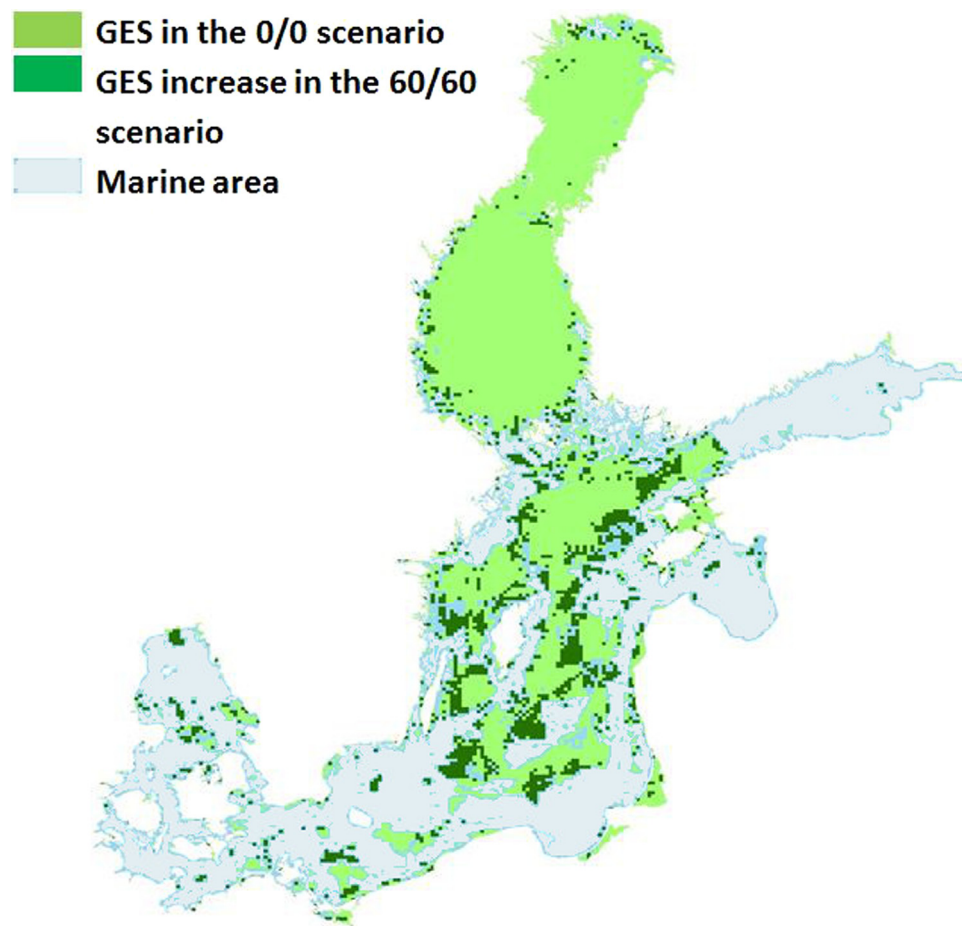 GES in the 0/0 scenario
GES increase in the 60/60
scenario
Marine area